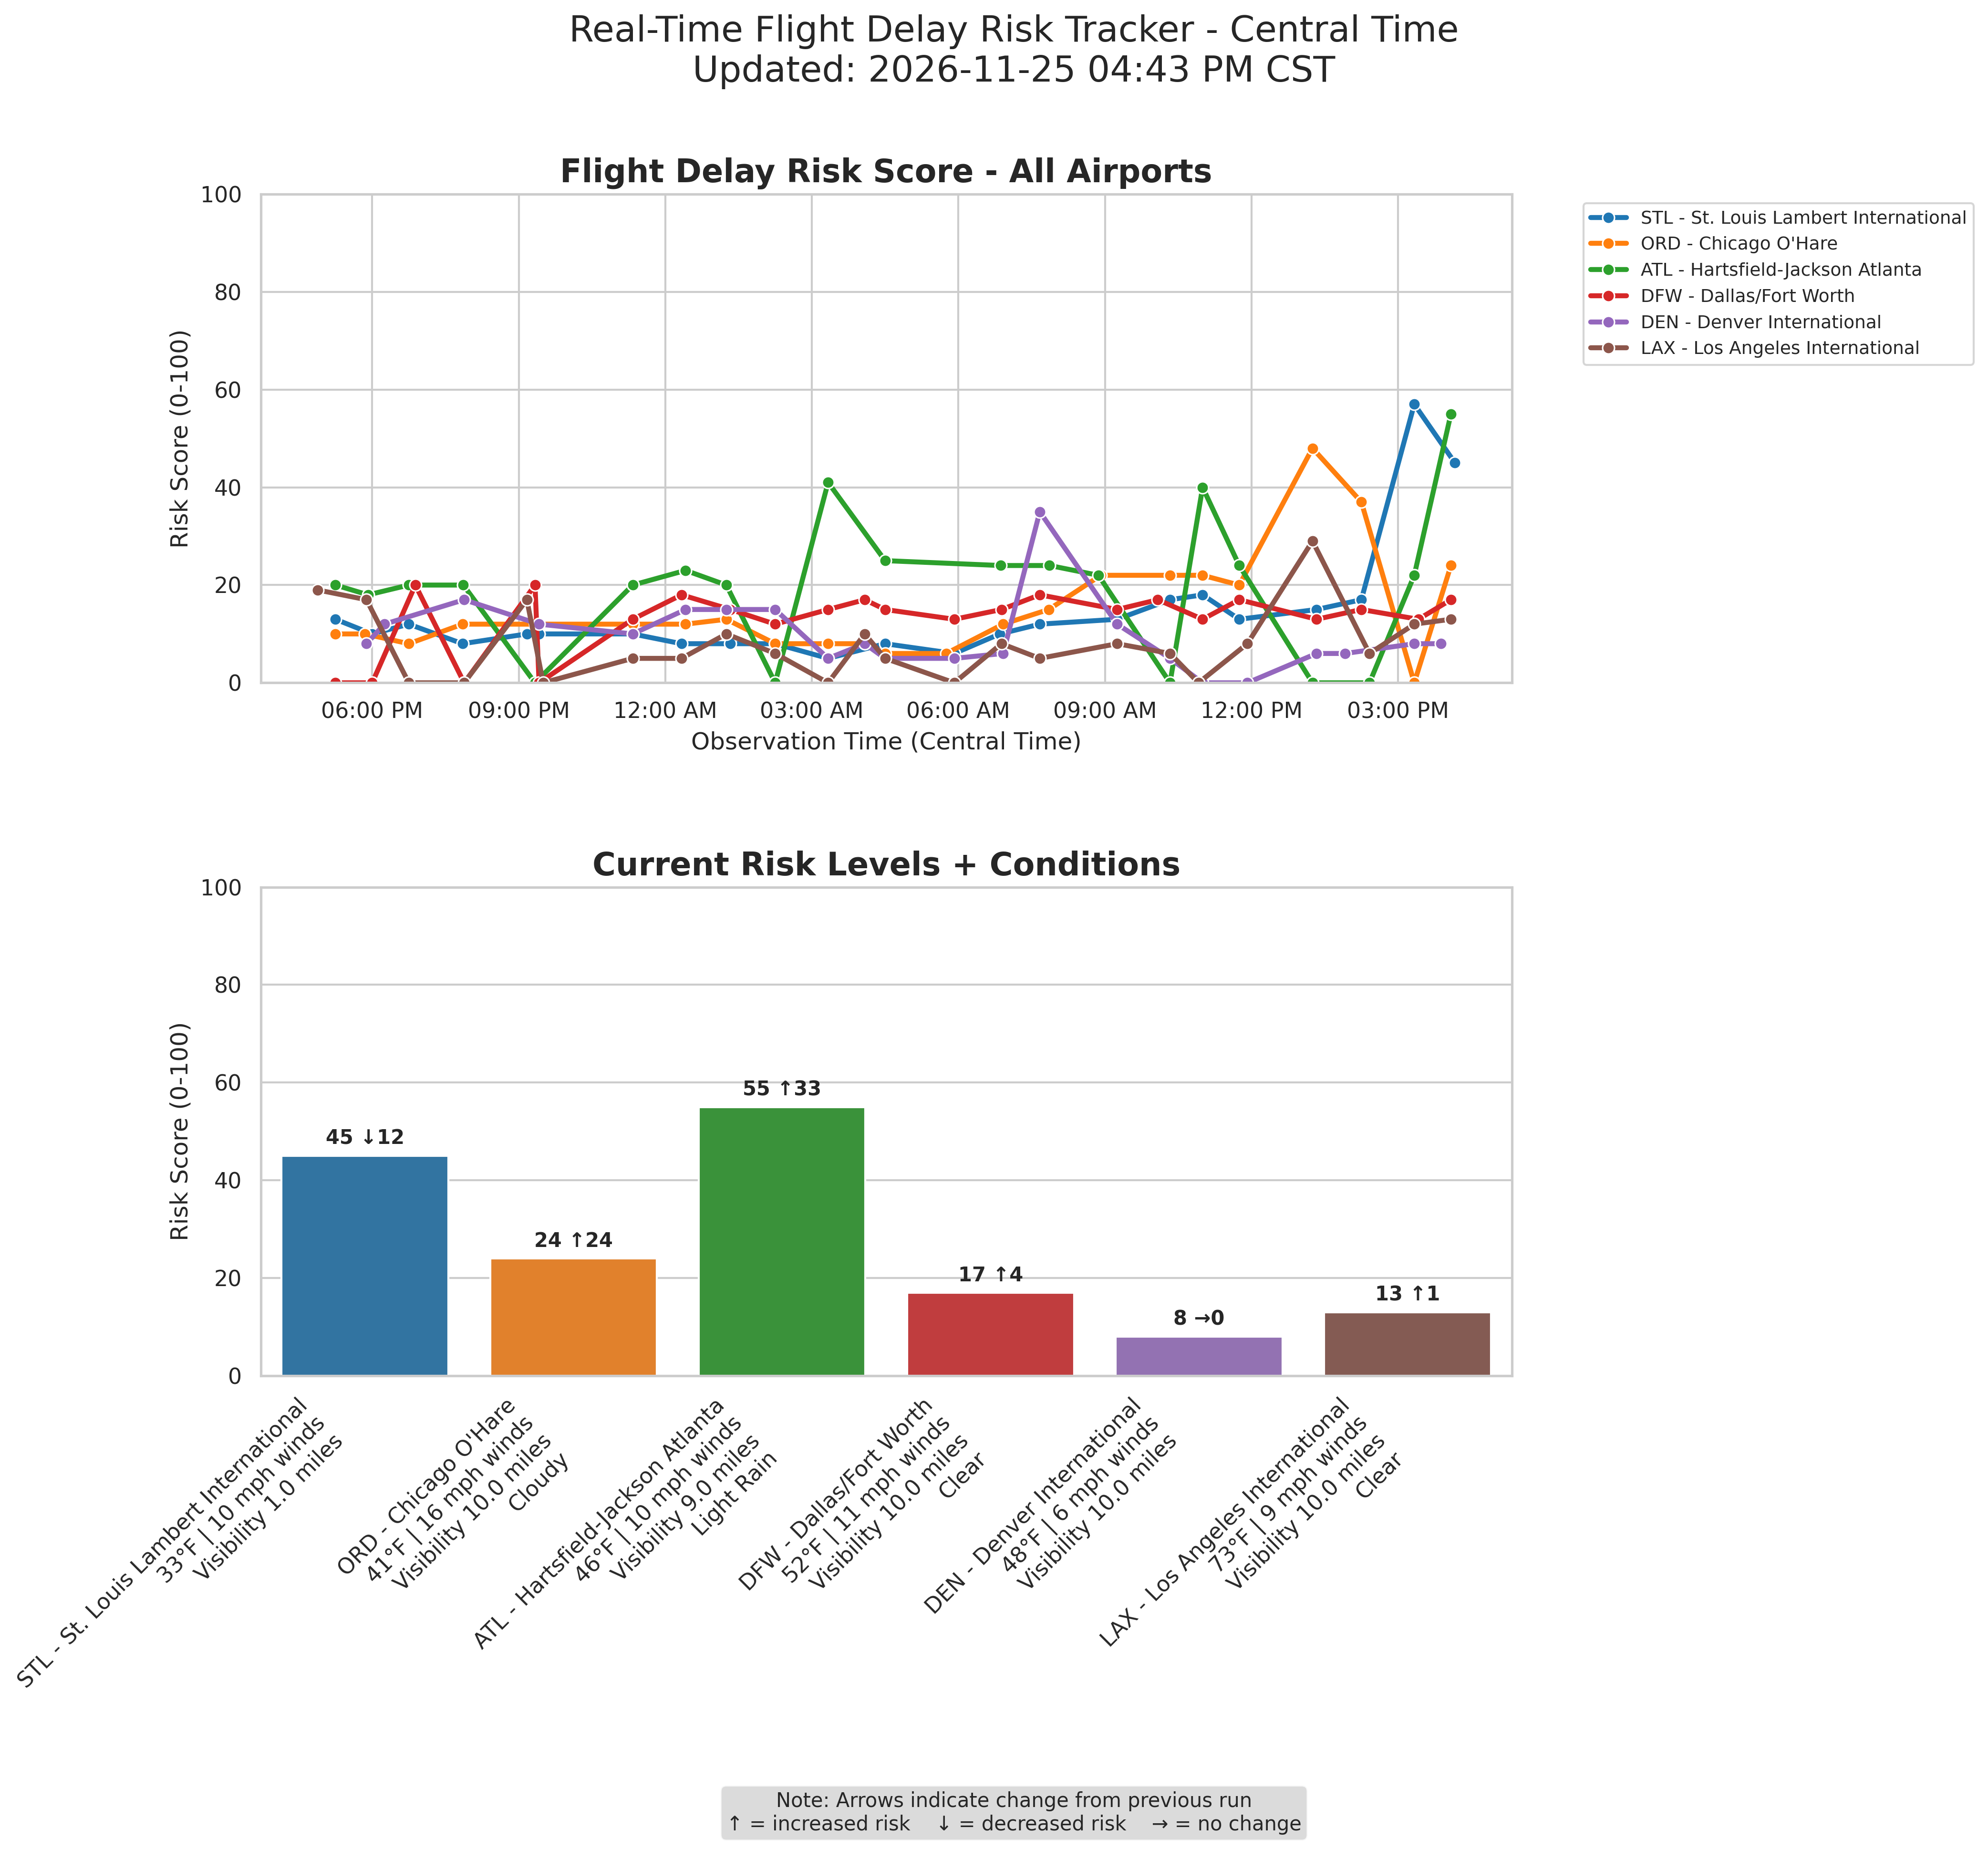 Real-Time Flight Delay Risk Tracker - Central Time
Updated: 2026-11-25 04:43 PM CST
Flight Delay Risk Score - All Airports
100
80
60
40
20
0
Risk Score (0-100)
06:00 PM
09:00 PM
12:00 AM
03:00 AM
06:00 AM
09:00 AM
12:00 PM
03:00 PM
Observation Time (Central Time)
STL - St. Louis Lambert International
ORD - Chicago O'Hare
ATL - Hartsfield-Jackson Atlanta
DFW - Dallas/Fort Worth
DEN - Denver International
LAX - Los Angeles International
Current Risk Levels + Conditions
100
80
60
40
20
0
Risk Score (0-100)
45 ↓12
24 ↑24
55 ↑33
17 ↑4
8 →0
13 ↑1
STL - St. Louis Lambert International
33°F | 10 mph winds
Visibility 1.0 miles
ORD - Chicago O'Hare
41°F | 16 mph winds
Visibility 10.0 miles
Cloudy
ATL - Hartsfield-Jackson Atlanta
46°F | 10 mph winds
Visibility 9.0 miles
Light Rain
DFW - Dallas/Fort Worth
52°F | 11 mph winds
Visibility 10.0 miles
Clear
DEN - Denver International
48°F | 6 mph winds
Visibility 10.0 miles
LAX - Los Angeles International
73°F | 9 mph winds
Visibility 10.0 miles
Clear
Note: Arrows indicate change from previous run
↑ = increased risk ↓ = decreased risk → = no change